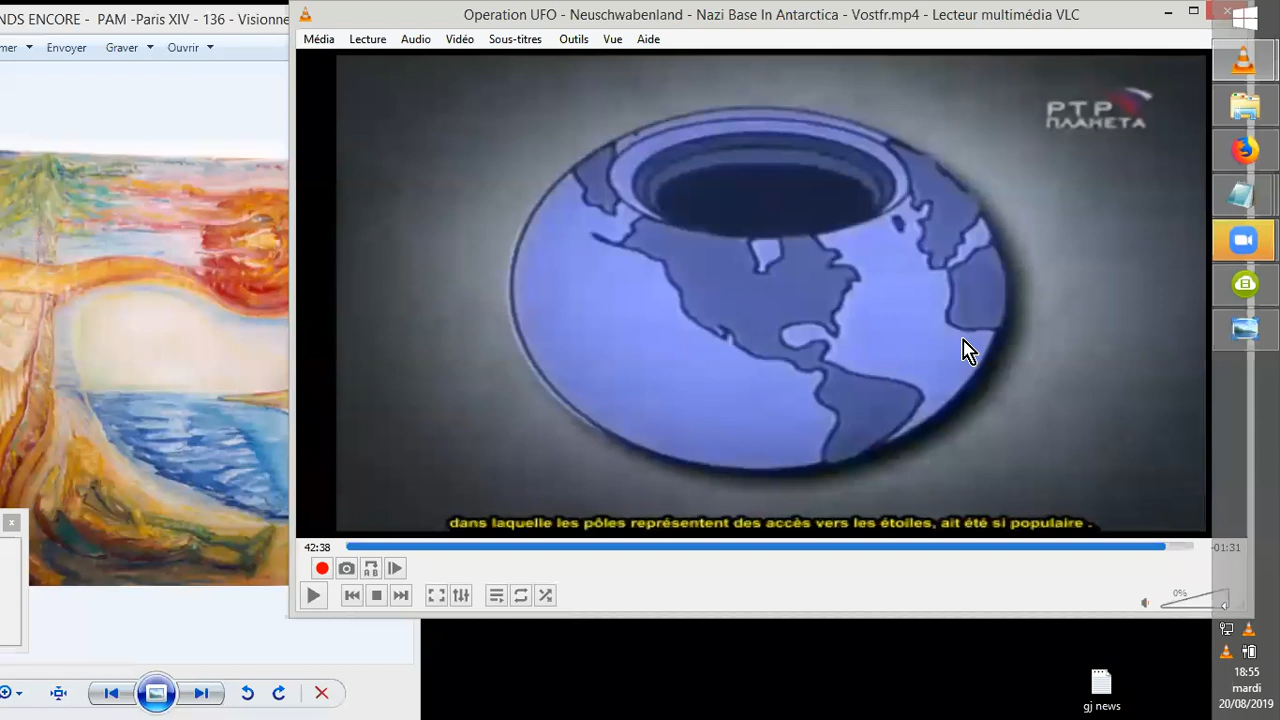 NDS ENCORE - PAM -Paris XIV - 136 - Visionne
mer Envoyer Graver Ouvrir
Operation UFO - Neuschwabenland - Nazi Base In Antarctica - Vostfr.mp4 - Lecteur multimédia VLC
Média Lecture Audio Vidéo Sous-titres Outils Vue Aide
РТР
ПЛАНЕТА
dans laquelle les pôles représentent des accès vers les étoiles, ait été si populaire .
42:38
-01:31
A B
0%
x
gj news
18:55
mardi
20/08/2019